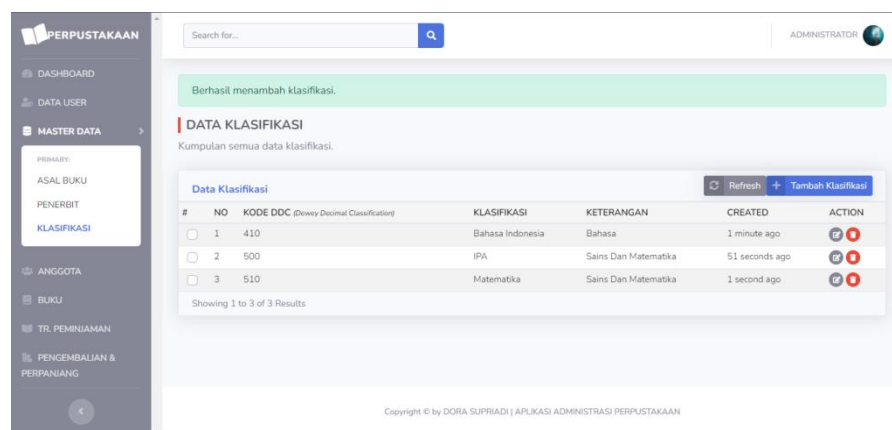 PERPUSTAKAAN
Search for...
ADMINISTRATOR
DASHBOARD
DATA USER
MASTER DATA
PRIMARY:
ASAL BUKU
PENERBIT
KLASIFIKASI
ANGGOTA
BUKU
TR. PEMINJAMAN
PENGEMBALIAN &
PERPANJANG
Berhasil menambah klasifikasi.
DATA KLASIFIKASI
Kumpulan semua data klasifikasi.
Data Klasifikasi
Refresh + Tambah Klasifikasi
# NO KODE DDC (Dewey Decimal Classification) KLASIFIKASI KETERANGAN CREATED ACTION
1 410 Bahasa Indonesia Bahasa 1 minute ago
2 500 IPA Sains Dan Matematika 51 seconds ago
3 510 Matematika Sains Dan Matematika 1 second ago
Showing 1 to 3 of 3 Results
Copyright © by DORA SUPRIADI | APLIKASI ADMINISTRASI PERPUSTAKAAN